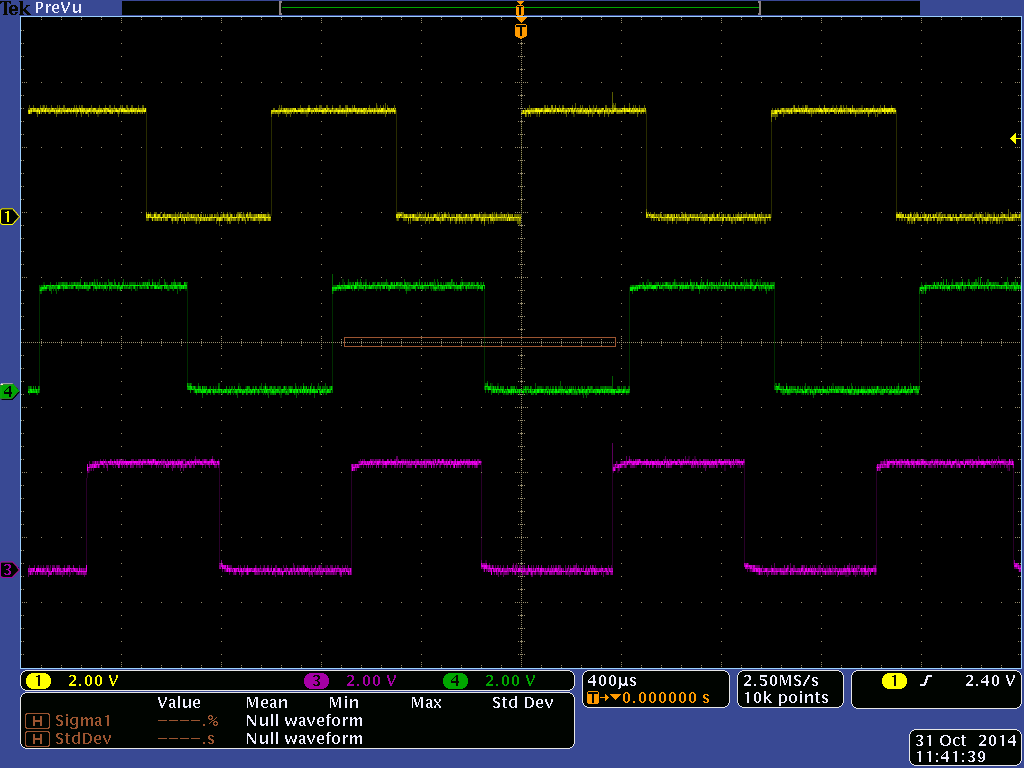 Tek PreVu
T
T
1
4
3
1 2.00 V 3 2.00 V 4 2.00 V
400µs
T→▼0.000000 s
2.50MS/s
10k points
1 2.40 V
Value Mean Min Max Std Dev
H Sigma1 ----.% Null waveform
H StdDev ----.s Null waveform
31 Oct 2014
11:41:39